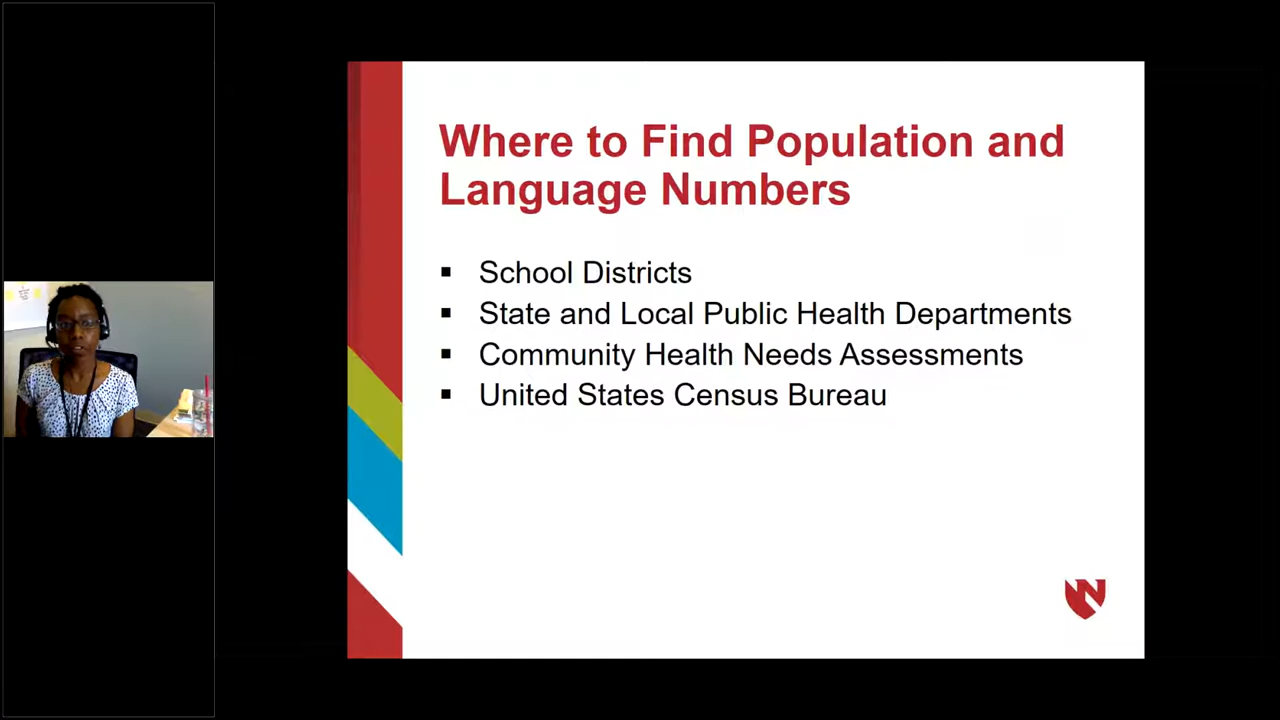 Where to Find Population and
Language Numbers
▪ School Districts
▪ State and Local Public Health Departments
▪ Community Health Needs Assessments
▪ United States Census Bureau